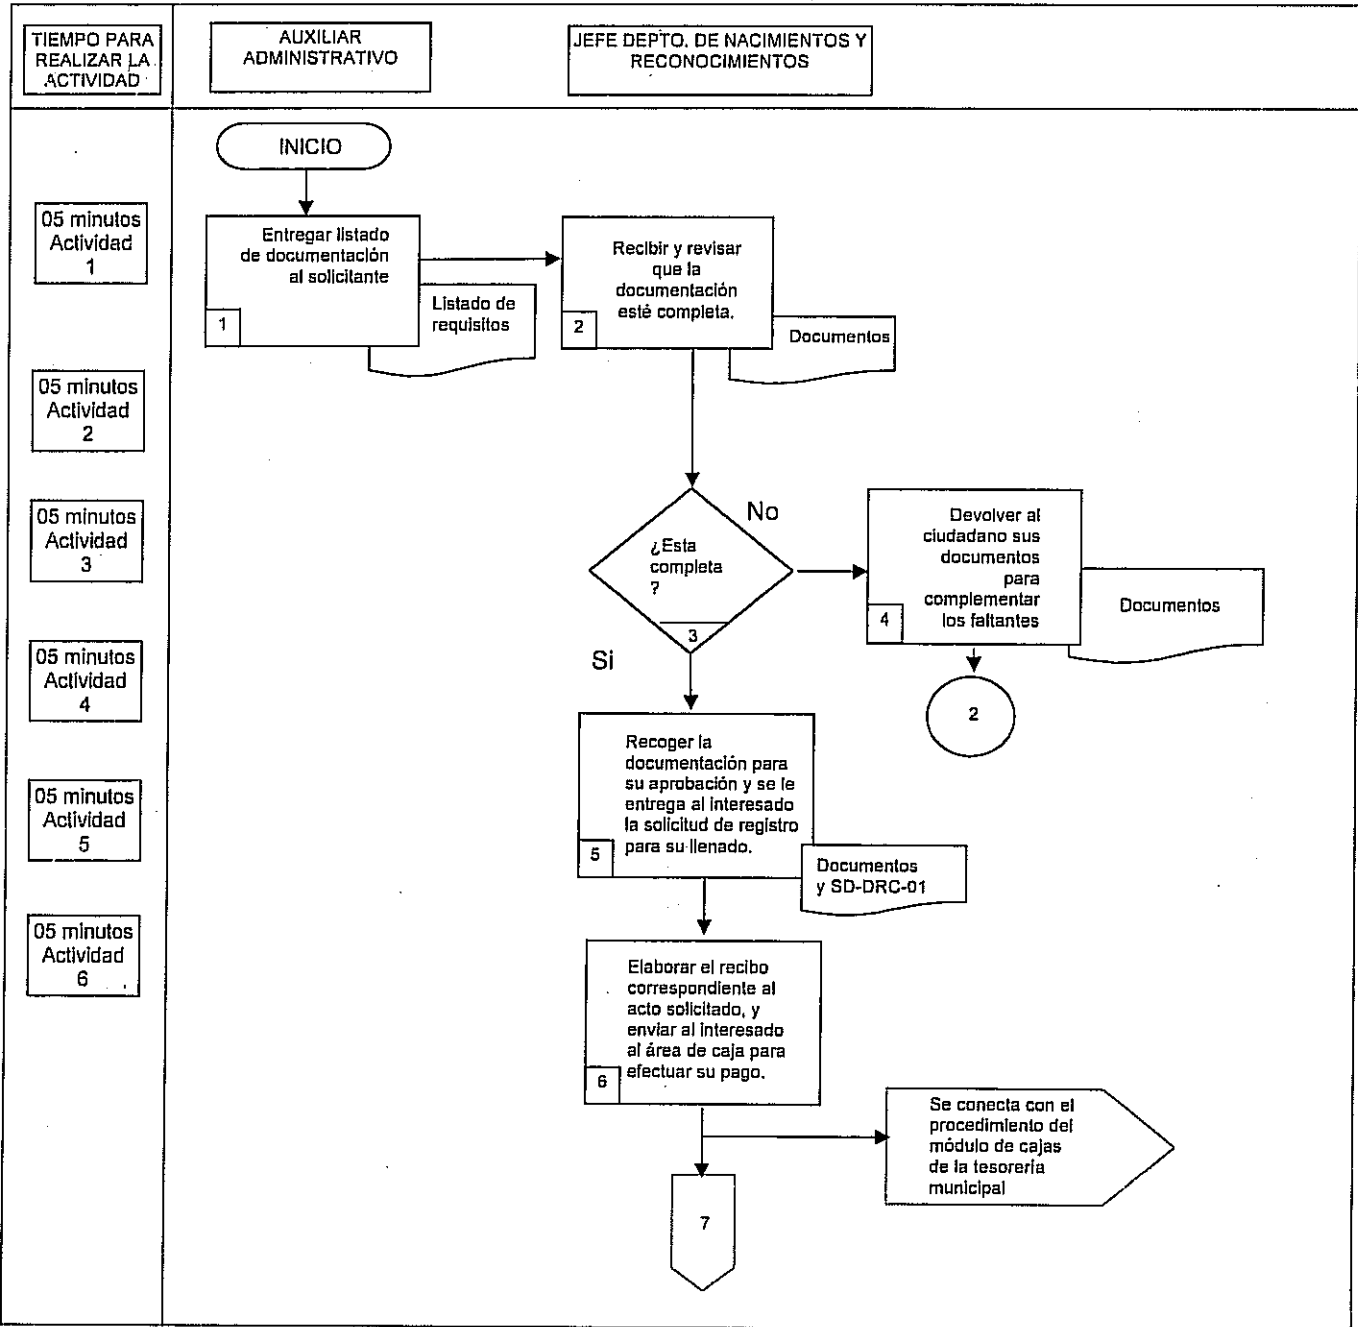 TIEMPO PARA
REALIZAR LA
ACTIVIDAD
AUXILIAR
ADMINISTRATIVO
JEFE DEPTO. DE NACIMIENTOS Y
RECONOCIMIENTOS
INICIO
05 minutos
Actividad
1
Entregar listado
de documentación
al solicitante
1
Listado de
requisitos
Recibir y revisar
que la
documentación
esté completa.
2
Documentos
05 minutos
Actividad
2
05 minutos
Actividad
3
¿Esta
completa
?
3
No
Si
Devolver al
ciudadano sus
documentos
para
complementar
los faltantes
4
Documentos
2
05 minutos
Actividad
4
Recoger la
documentación para
su aprobación y se le
entrega al interesado
la solicitud de registro
para su llenado.
5
Documentos
y SD-DRC-01
05 minutos
Actividad
5
05 minutos
Actividad
6
Elaborar el recibo
correspondiente al
acto solicitado, y
enviar al interesado
al área de caja para
efectuar su pago.
6
Se conecta con el
procedimiento del
módulo de cajas
de la tesorería
municipal
7